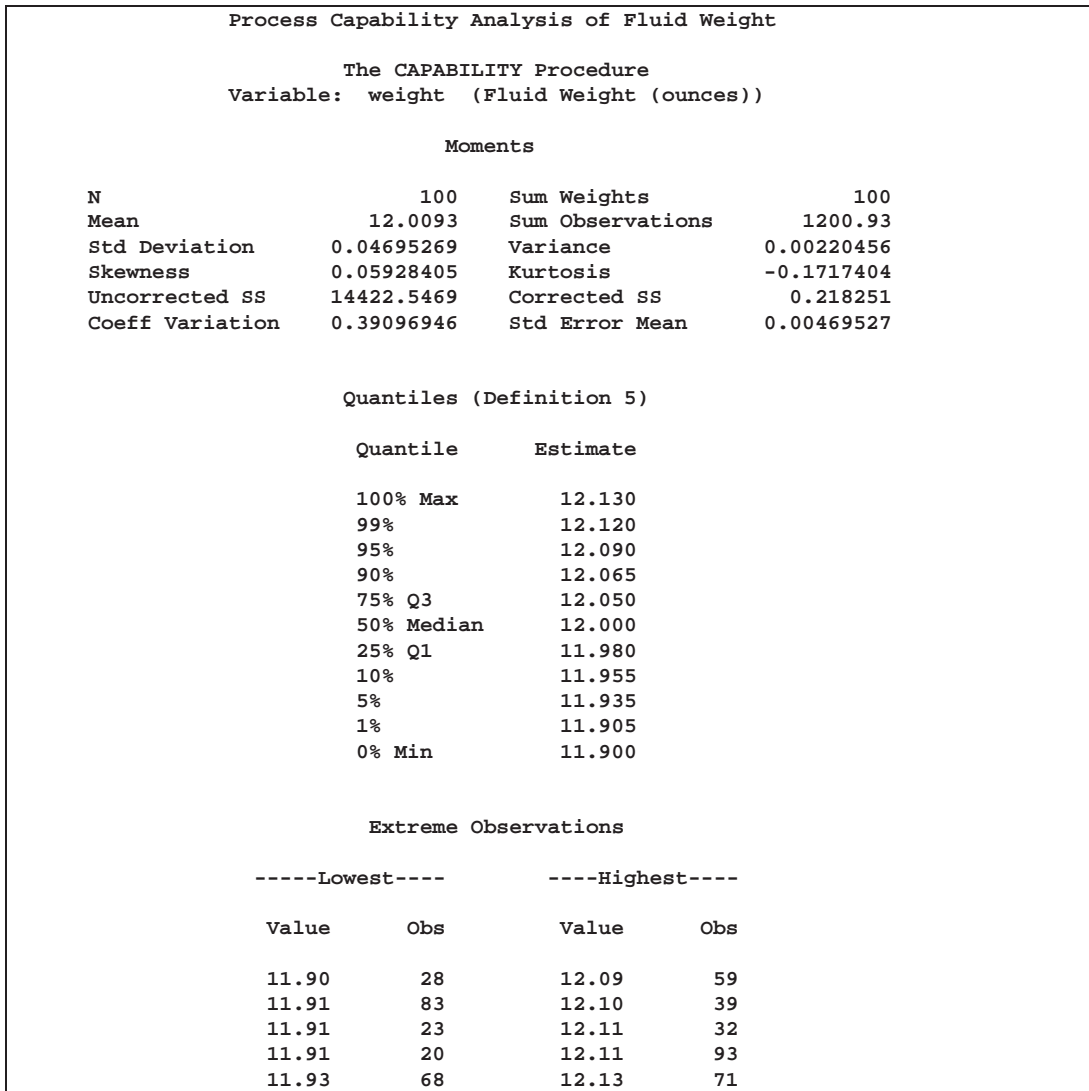 Process Capability Analysis of Fluid Weight
The CAPABILITY Procedure
Variable: weight (Fluid Weight (ounces))
Moments
N 100 Sum Weights 100
Mean 12.0093 Sum Observations 1200.93
Std Deviation 0.04695269 Variance 0.00220456
Skewness 0.05928405 Kurtosis -0.1717404
Uncorrected SS 14422.5469 Corrected SS 0.218251
Coeff Variation 0.39096946 Std Error Mean 0.00469527
Quantiles (Definition 5)
Quantile Estimate
100% Max 12.130
99% 12.120
95% 12.090
90% 12.065
75% Q3 12.050
50% Median 12.000
25% Q1 11.980
10% 11.955
5% 11.935
1% 11.905
0% Min 11.900
Extreme Observations
-----Lowest---- ----Highest----
Value Obs Value Obs
11.90 28 12.09 59
11.91 83 12.10 39
11.91 23 12.11 32
11.91 20 12.11 93
11.93 68 12.13 71